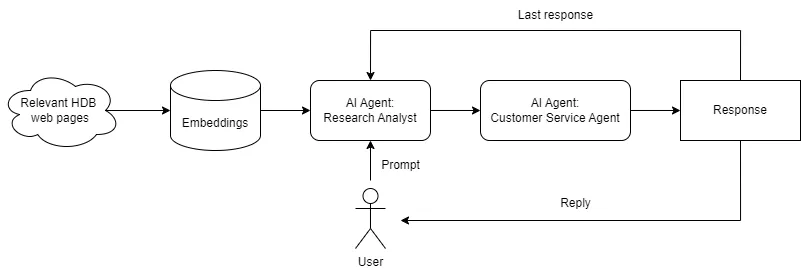 Last response
Relevant HDB
web pages
Embeddings
AI Agent:
Research Analyst
AI Agent:
Customer Service Agent
Response
Prompt
Reply
User